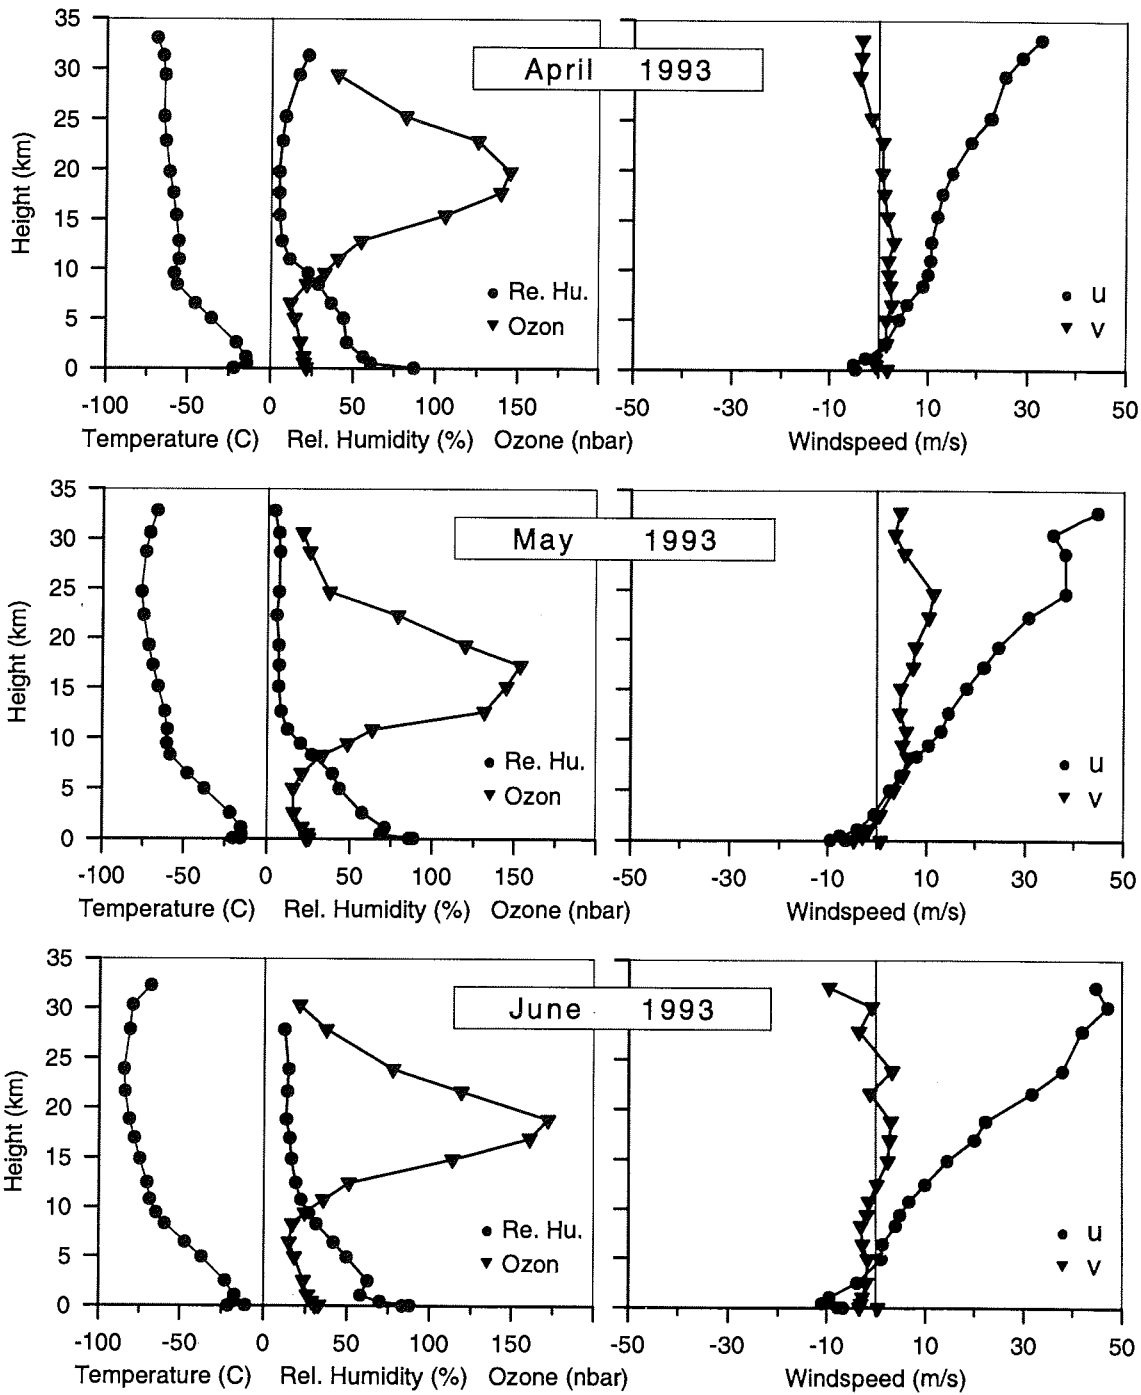 35
April 1993
30
25
20
Height (km)
15
10
Re. Hu.
u
5
Ozon
v
0
-100 -50 0 50 100 150 -50 -30 -10 10 30 50
Temperature (C) Rel. Humidity (%) Ozone (nbar) Windspeed (m/s)
35
May 1993
30
25
20
Height (km)
15
10
Re. Hu.
u
5
Ozon
v
0
-100 -50 0 50 100 150 -50 -30 -10 10 30 50
Temperature (C) Rel. Humidity (%) Ozone (nbar) Windspeed (m/s)
35
June 1993
30
25
20
Height (km)
15
10
Re. Hu.
u
5
Ozon
v
0
-100 -50 0 50 100 150 -50 -30 -10 10 30 50
Temperature (C) Rel. Humidity (%) Ozone (nbar) Windspeed (m/s)